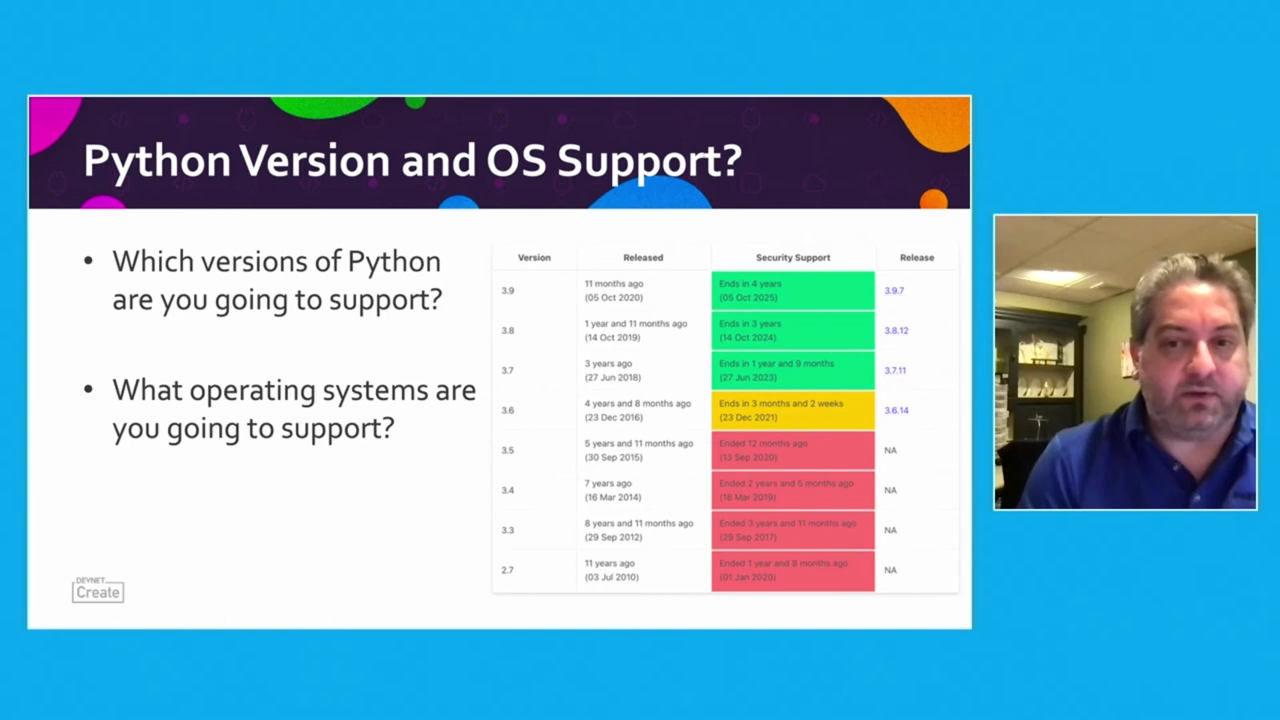 Python Version and OS Support?
• Which versions of Python
are you going to support?
• What operating systems are
you going to support?
Version Released Security Support Release
3.9 11 months ago (05 Oct 2020) Ends in 4 years (05 Oct 2025) 3.9.7
3.8 1 year and 11 months ago (14 Oct 2019) Ends in 3 years (14 Oct 2024) 3.8.12
3.7 3 years ago (27 Jun 2018) Ends in 1 year and 9 months (27 Jun 2023) 3.7.11
3.6 4 years and 8 months ago (23 Dec 2016) Ends in 3 months and 2 weeks (23 Dec 2021) 3.6.14
3.5 5 years and 11 months ago (30 Sep 2015) Ended 12 months ago (13 Sep 2020) NA
3.4 7 years ago (16 Mar 2014) Ended 2 years and 5 months ago (18 Mar 2019) NA
3.3 8 years and 11 months ago (29 Sep 2012) Ended 3 years and 11 months ago (29 Sep 2017) NA
2.7 11 years ago (03 Jul 2010) Ended 1 year and 8 months ago (01 Jan 2020) NA
DEVNET
Create